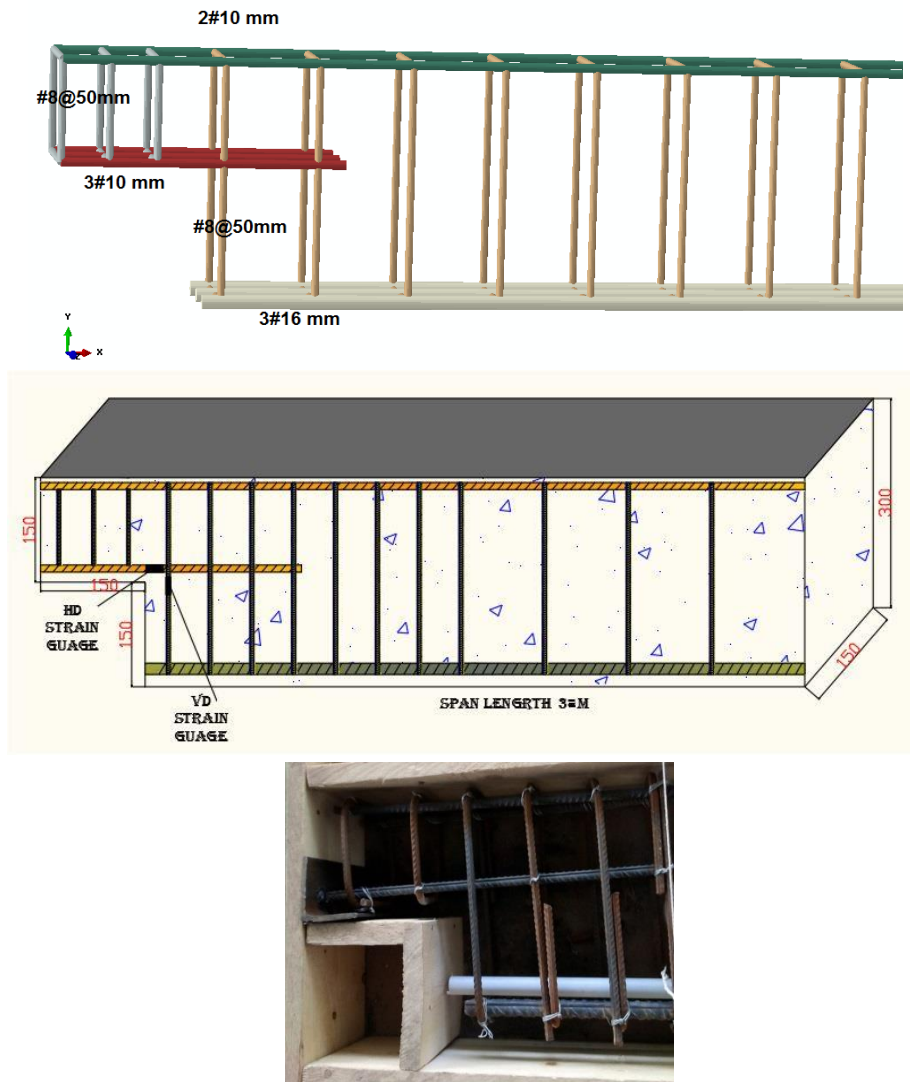 2#10 mm
#8@50mm
3#10 mm
#8@50mm
3#16 mm
Y
X
Z
150
300
150
HD
STRAIN
GUAGE
150
150
VD
STRAIN
GUAGE
SPAN LENGRTH 3=M